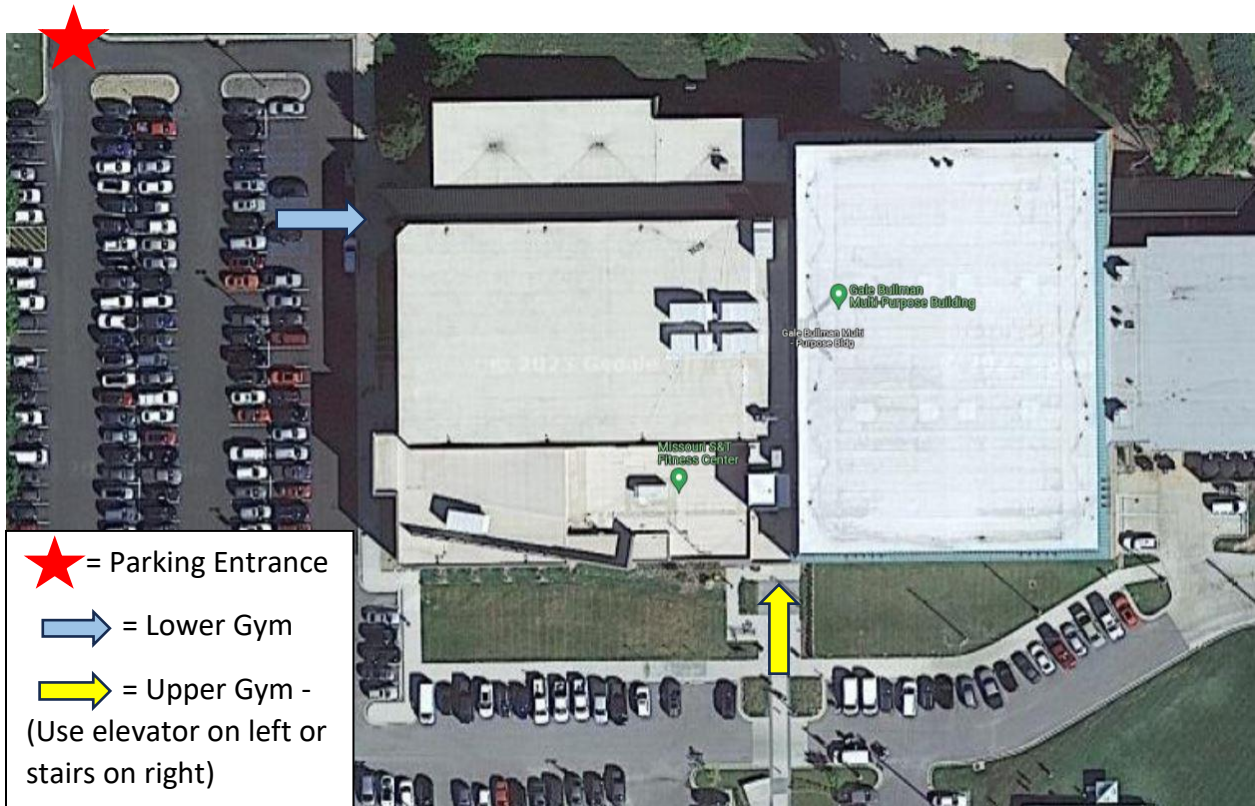 Gale Bullman
Multi-Purpose Building
Gale Bullman Multi
- Purpose Bldg
Missouri S&T
Fitness Center
= Parking Entrance
= Lower Gym
= Upper Gym -
(Use elevator on left or
stairs on right)